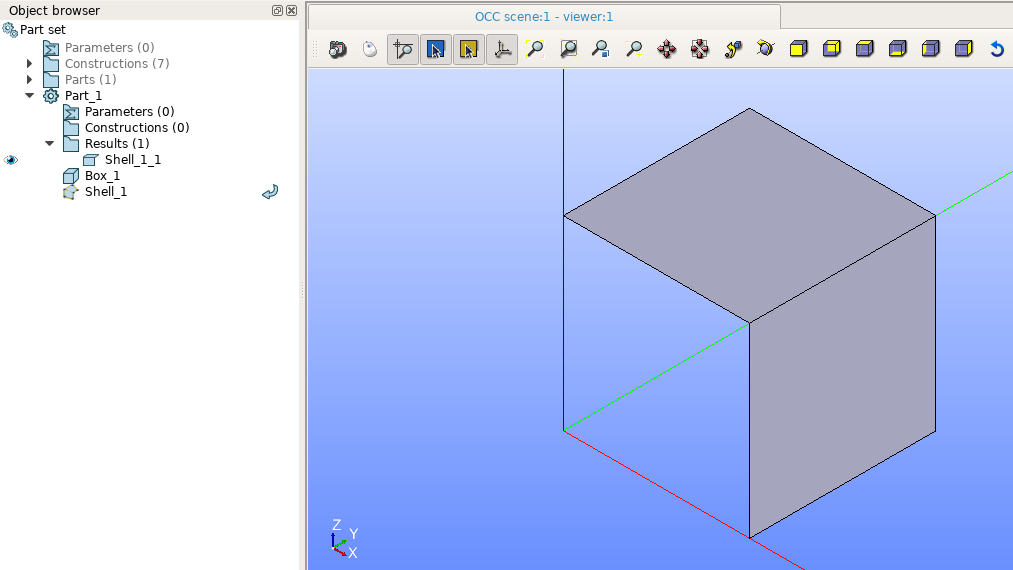 Object browser
Part set
Parameters (0)
Constructions (7)
Parts (1)
Part_1
Parameters (0)
Constructions (0)
Results (1)
Shell_1_1
Box_1
Shell_1
OCC scene:1 - viewer:1
Z
Y
X